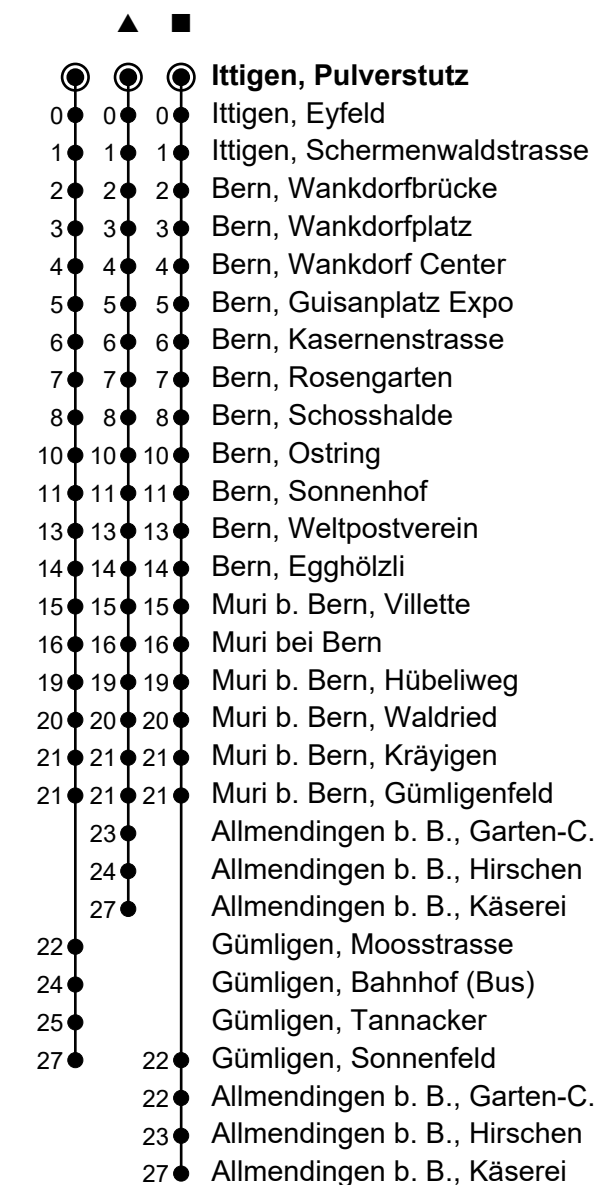 ▲ ■
Ittigen, Pulverstutz
0 0 0 Ittigen, Eyfeld
1 1 1 Ittigen, Schermenwaldstrasse
2 2 2 Bern, Wankdorfbrücke
3 3 3 Bern, Wankdorfplatz
4 4 4 Bern, Wankdorf Center
5 5 5 Bern, Guisanplatz Expo
6 6 6 Bern, Kasernenstrasse
7 7 7 Bern, Rosengarten
8 8 8 Bern, Schosshalde
10 10 10 Bern, Ostring
11 11 11 Bern, Sonnenhof
13 13 13 Bern, Weltpostverein
14 14 14 Bern, Egghölzli
15 15 15 Muri b. Bern, Villette
16 16 16 Muri bei Bern
19 19 19 Muri b. Bern, Hübeliweg
20 20 20 Muri b. Bern, Waldried
21 21 21 Muri b. Bern, Kräyigen
21 21 21 Muri b. Bern, Gümligenfeld
23 Allmendingen b. B., Garten-C.
24 Allmendingen b. B., Hirschen
27 Allmendingen b. B., Käserei
22 Gümligen, Moosstrasse
24 Gümligen, Bahnhof (Bus)
25 Gümligen, Tannacker
27 22 Gümligen, Sonnenfeld
22 Allmendingen b. B., Garten-C.
23 Allmendingen b. B., Hirschen
27 Allmendingen b. B., Käserei